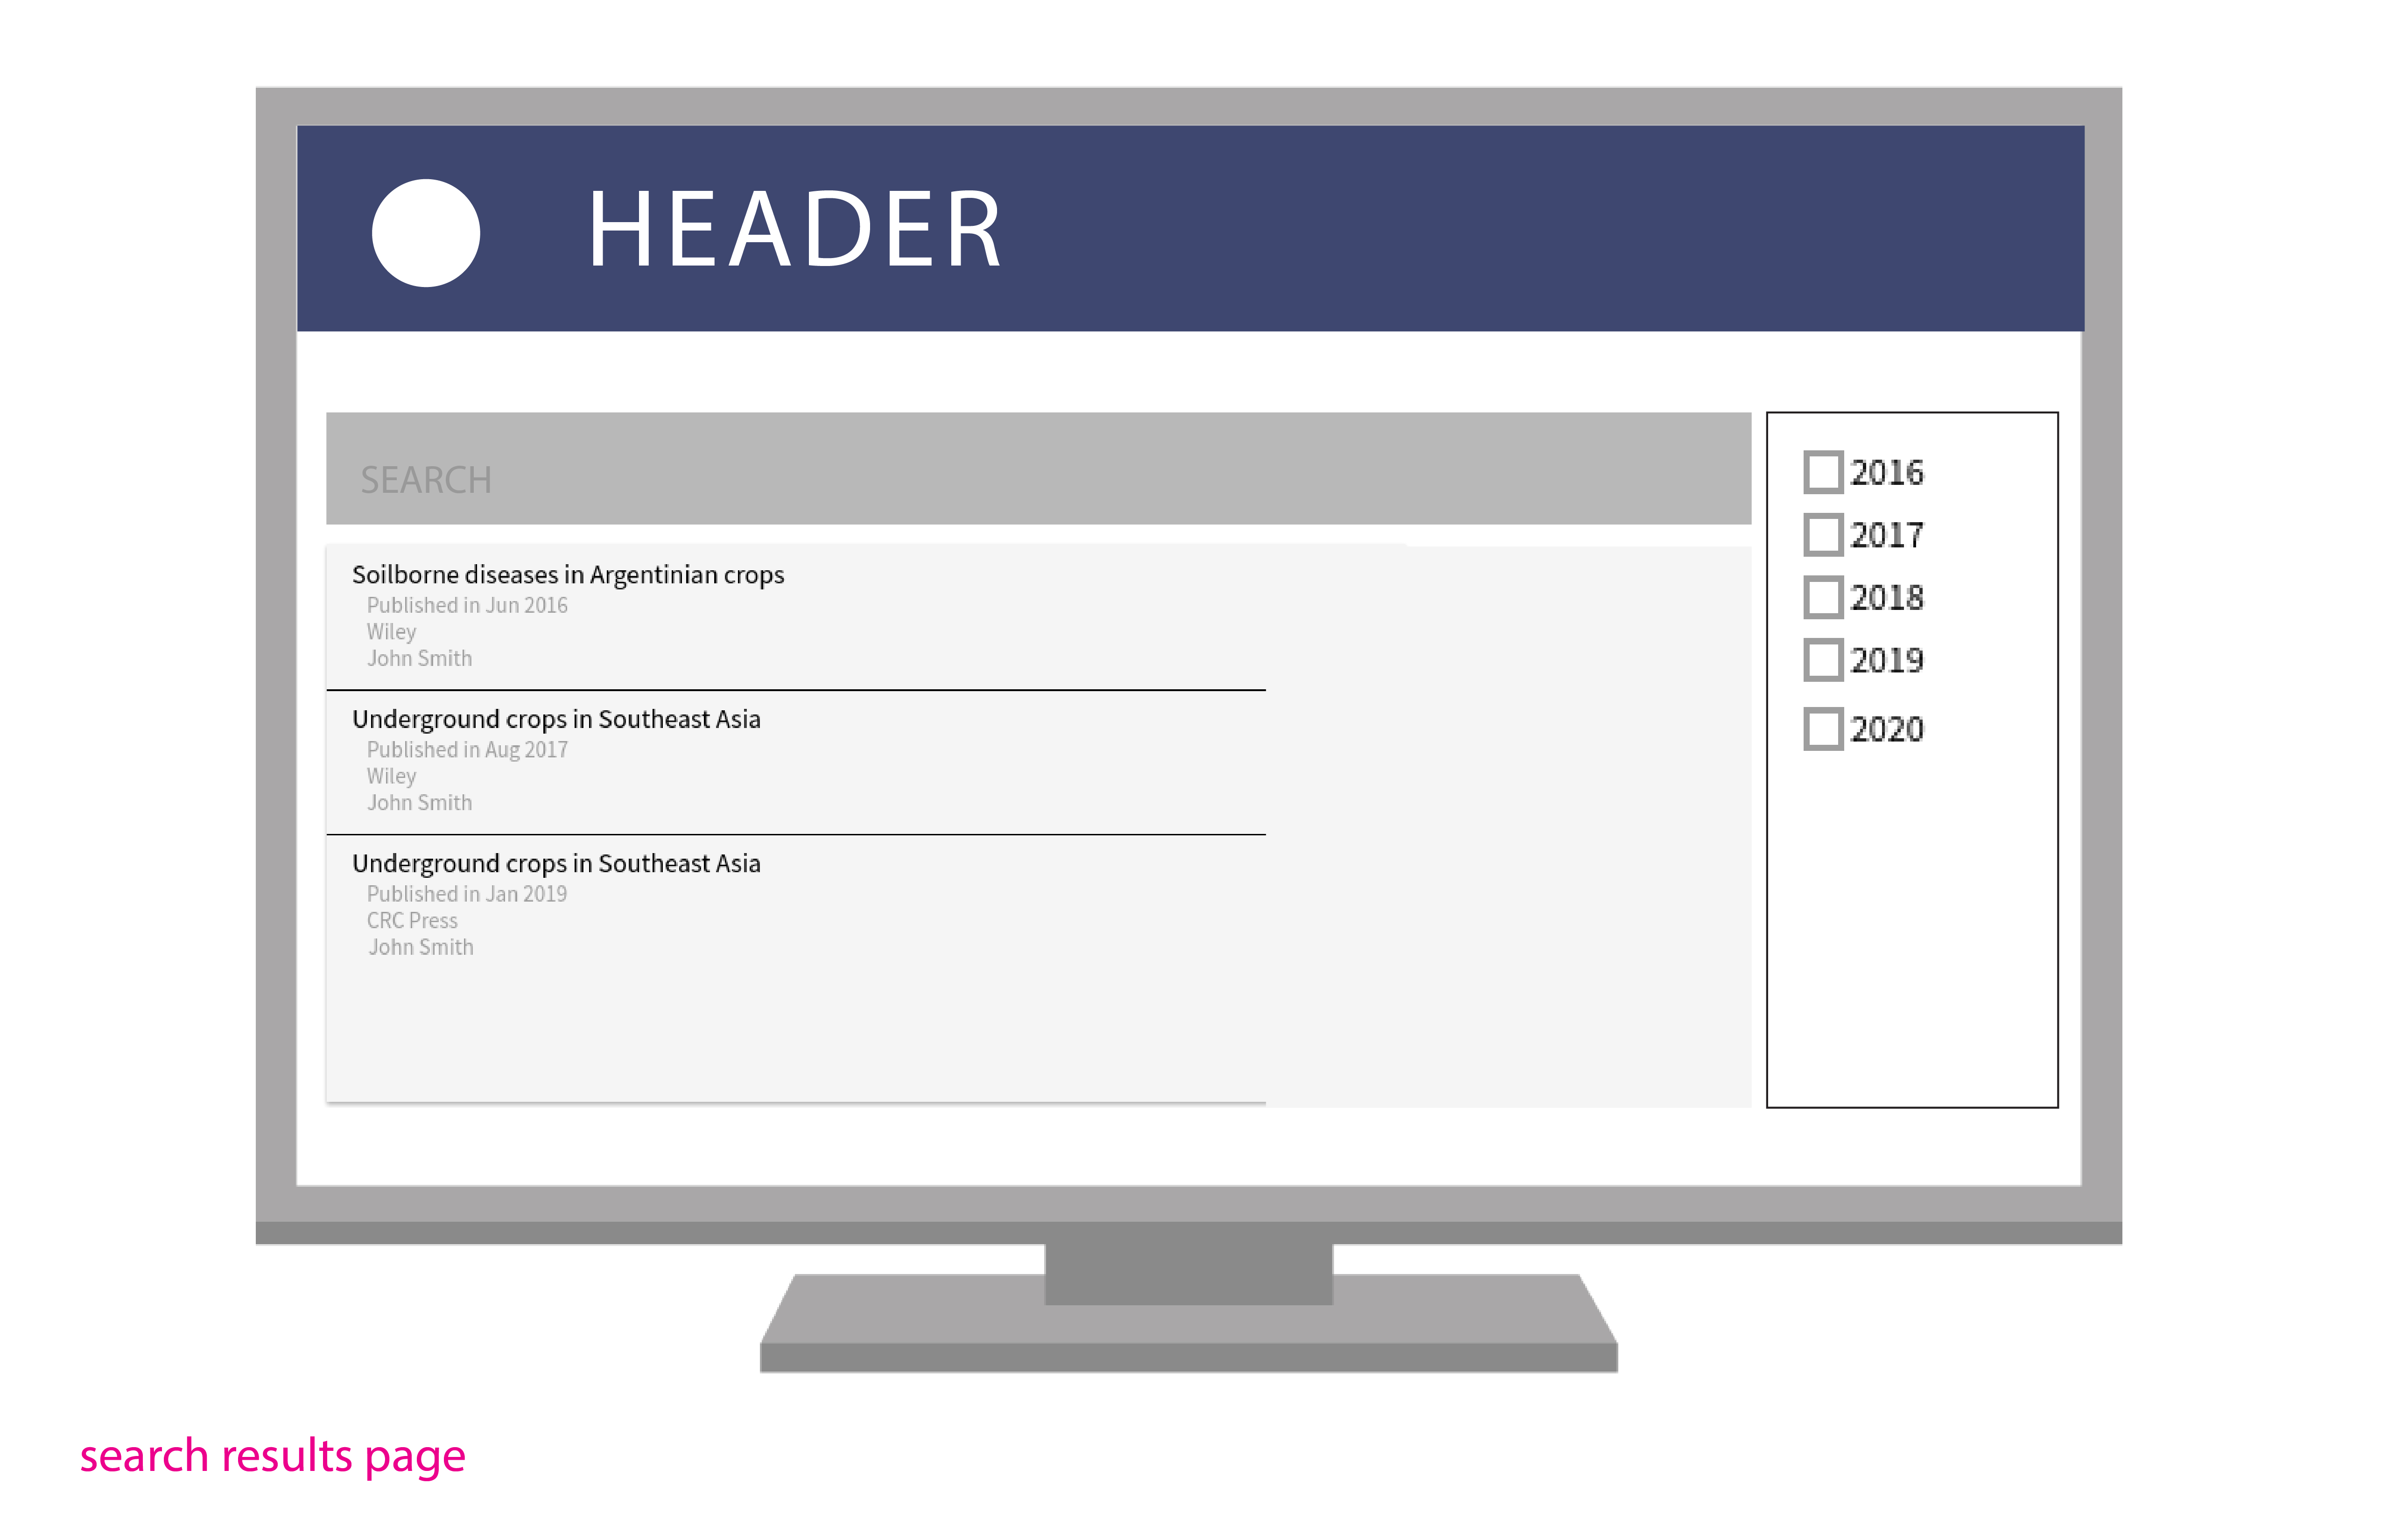 HEADER
SEARCH
Soilborne diseases in Argentinian crops
Published in Jun 2016
Wiley
John Smith
Underground crops in Southeast Asia
Published in Aug 2017
Wiley
John Smith
Underground crops in Southeast Asia
Published in Jan 2019
CRC Press
John Smith
2016
2017
2018
2019
2020
search results page